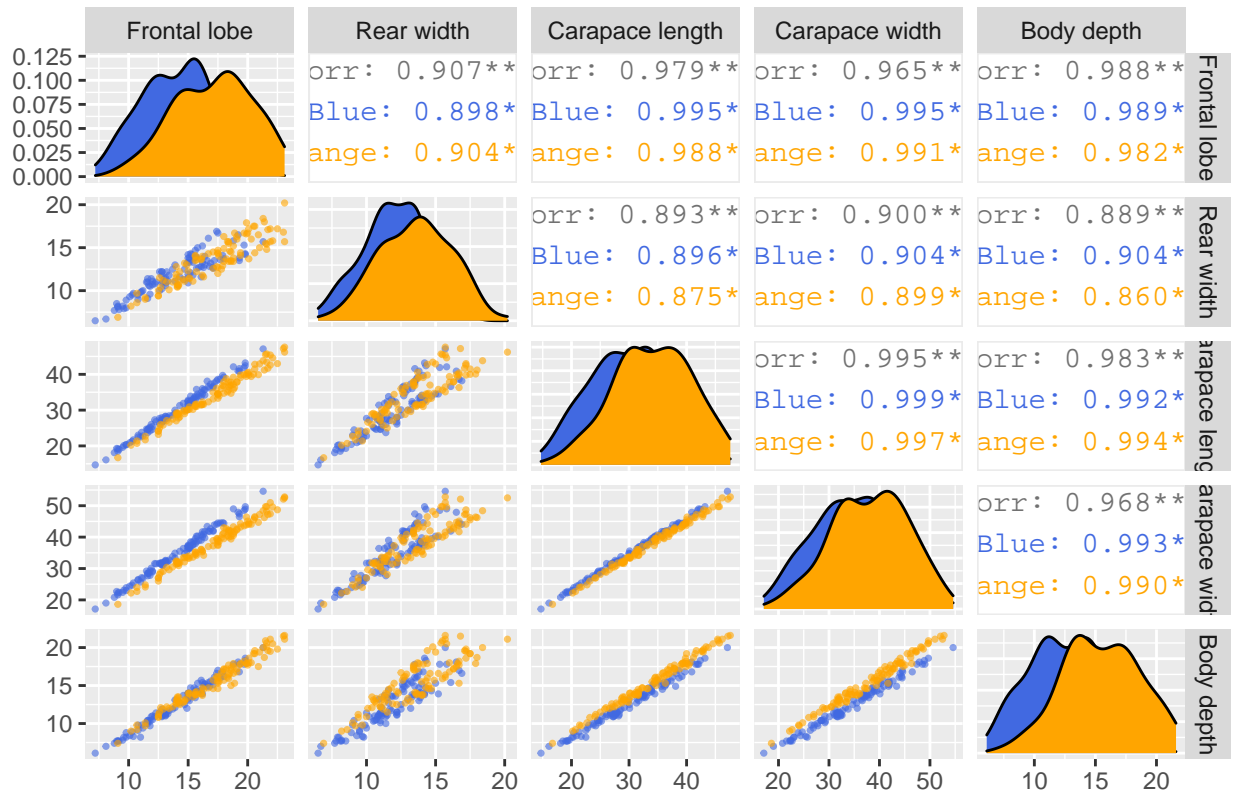 Frontal lobe Rear width Carapace length Carapace width Body depth
0.125
0.100
0.075
0.050
0.025
0.000
orr: 0.907** orr: 0.979** orr: 0.965** orr: 0.988**
Blue: 0.898* Blue: 0.995* Blue: 0.995* Blue: 0.989*
ange: 0.904* ange: 0.988* ange: 0.991* ange: 0.982*
Frontal lobe
20
15
10
orr: 0.893** orr: 0.900** orr: 0.889**
Blue: 0.896* Blue: 0.904* Blue: 0.904*
ange: 0.875* ange: 0.899* ange: 0.860*
Rear width
40
30
20
orr: 0.995** orr: 0.983**
Blue: 0.999* Blue: 0.992*
ange: 0.997* ange: 0.994*
arapace leng
50
40
30
20
orr: 0.968**
Blue: 0.993*
ange: 0.990*
arapace widt
20
15
10
Body depth
10 15 20 10 15 20 20 30 40 20 30 40 50 10 15 20